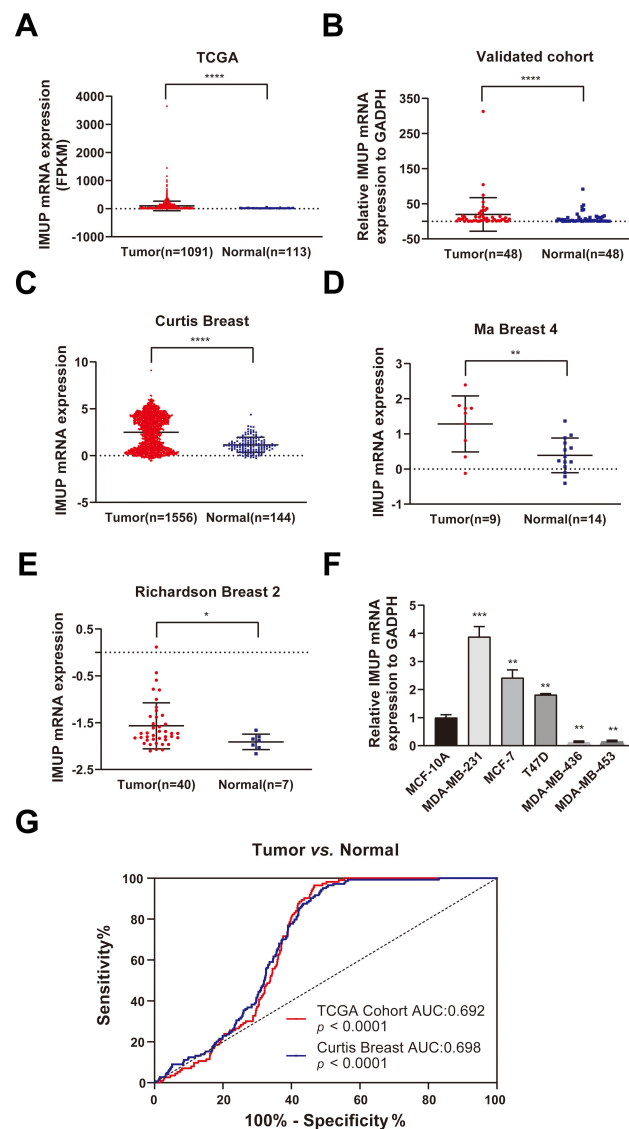 A
TCGA
****
IMUP mRNA expression
(FPKM)
4000
3000
2000
1000
0
-1000
Tumor(n=1091)
Normal(n=113)
B
Validated cohort
****
Relative IMUP mRNA
expression to GADPH
350
250
150
50
-50
Tumor(n=48)
Normal(n=48)
C
Curtis Breast
****
IMUP mRNA expression
10
5
0
-5
Tumor(n=1556)
Normal(n=144)
D
Ma Breast 4
**
IMUP mRNA expression
3
2
1
0
-1
Tumor(n=9)
Normal(n=14)
E
Richardson Breast 2
*
IMUP mRNA expression
0.5
-0.5
-1.5
-2.5
Tumor(n=40)
Normal(n=7)
F
Relative IMUP mRNA
expression to GADPH
5
4
3
2
1
0
***
**
**
**
**
MCF-10A
MDA-MB-231
MCF-7
T47D
MDA-MB-436
MDA-MB-453
G
Tumor vs. Normal
Sensitivity%
100
80
60
40
20
0
TCGA Cohort AUC:0.692
p < 0.0001
Curtis Breast AUC:0.698
p < 0.0001
0
20
40
60
80
100
100% - Specificity%